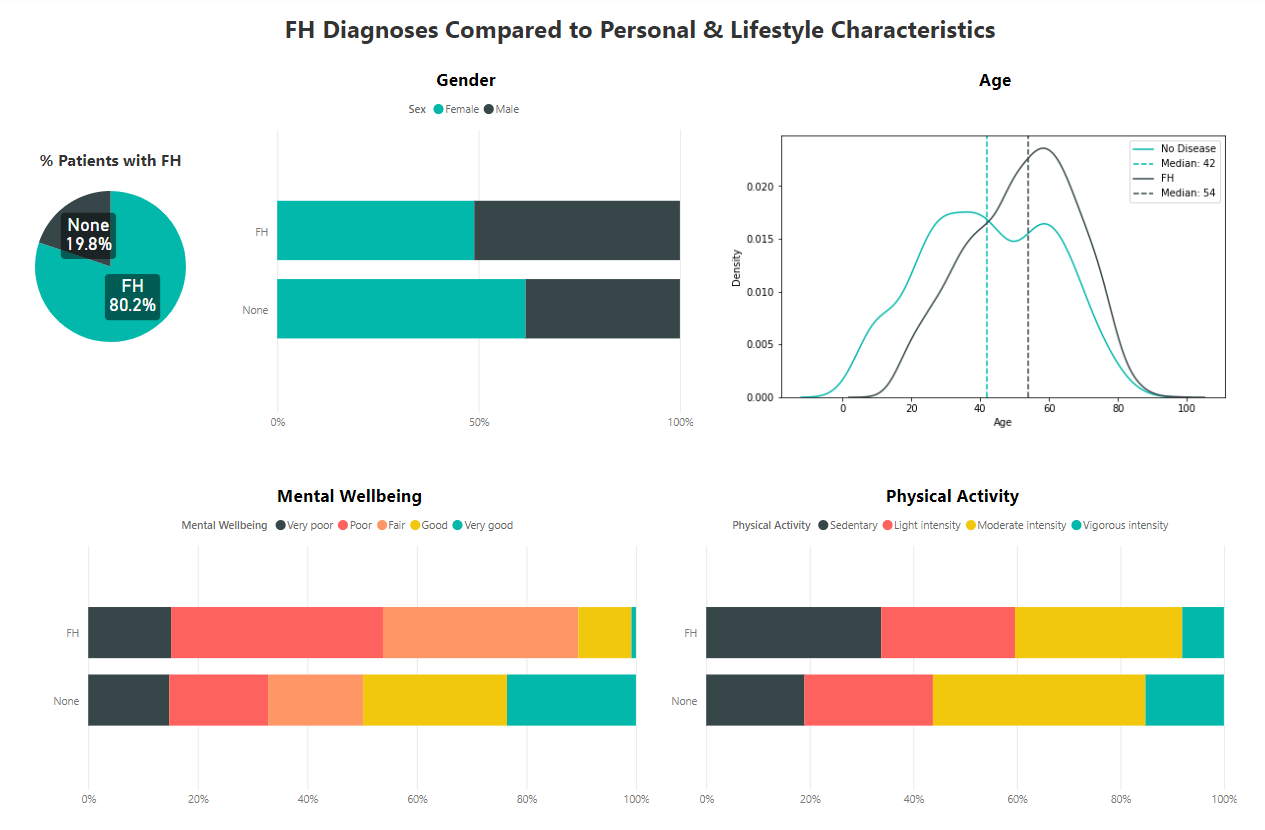 FH Diagnoses Compared to Personal & Lifestyle Characteristics
% Patients with FH
None
19.8%
FH
80.2%
Gender
Sex Female Male
FH
None
0% 50% 100%
Age
No Disease
Median: 42
FH
Median: 54
Density
0.020
0.015
0.010
0.005
0.000
0 20 40 60 80 100
Age
Mental Wellbeing
Mental Wellbeing Very poor Poor Fair Good Very good
FH
None
0% 20% 40% 60% 80% 100%
Physical Activity
Physical Activity Sedentary Light intensity Moderate intensity Vigorous intensity
FH
None
0% 20% 40% 60% 80% 100%